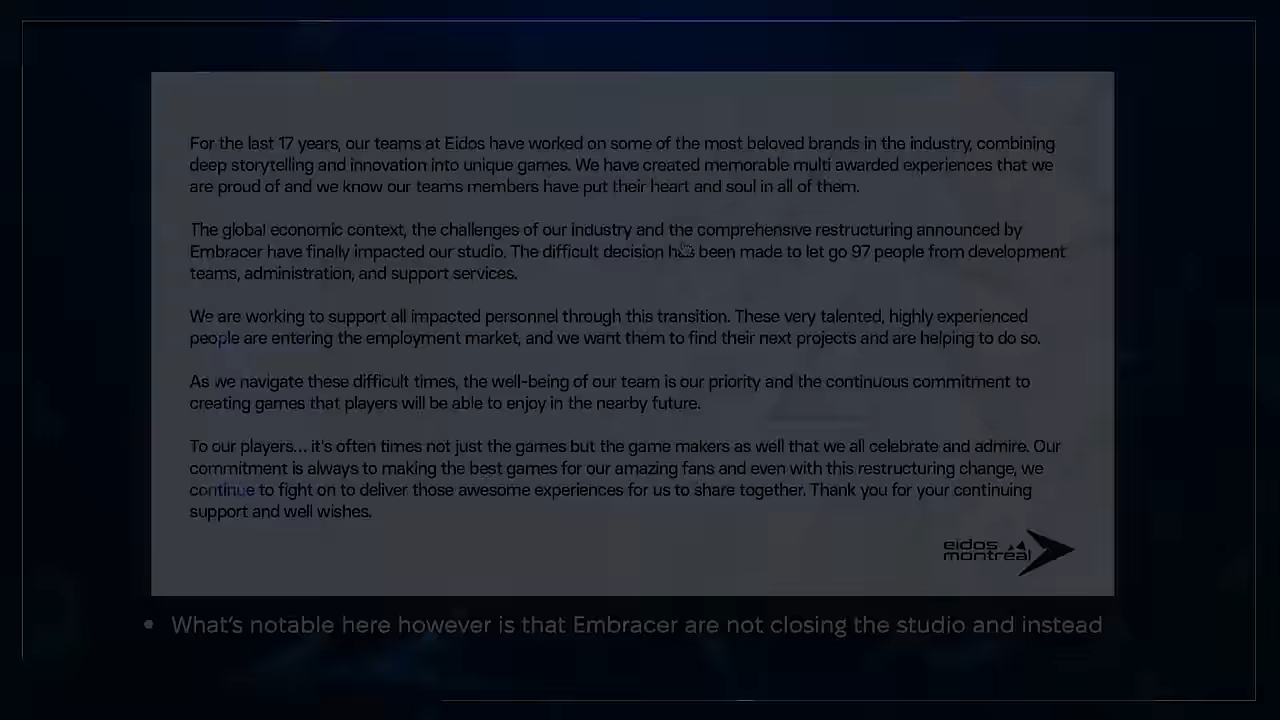 For the last 17 years, our teams at Eidos have worked on some of the most beloved brands in the industry, combining
deep storytelling and innovation into unique games. We have created memorable multi awarded experiences that we
are proud of and we know our teams members have put their heart and soul in all of them.
The global economic context, the challenges of our industry and the comprehensive restructuring announced by
Embracer have finally impacted our studio. The difficult decision has been made to let go 97 people from development
teams, administration, and support services.
We are working to support all impacted personnel through this transition. These very talented, highly experienced
people are entering the employment market, and we want them to find their next projects and are helping to do so.
As we navigate these difficult times, the well-being of our team is our priority and the continuous commitment to
creating games that players will be able to enjoy in the nearby future.
To our players... it's often times not just the games but the game makers as well that we all celebrate and admire. Our
commitment is always to making the best games for our amazing fans and even with this restructuring change, we
continue to fight on to deliver those awesome experiences for us to share together. Thank you for your continuing
support and well wishes.
eidos
montréal
• What's notable here however is that Embracer are not closing the studio and instead